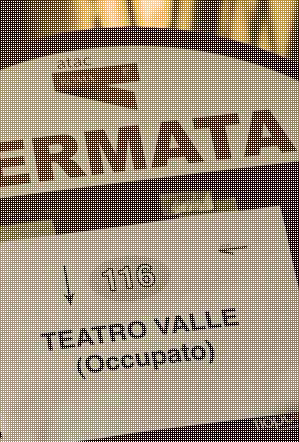 atac
ERMATA
116
TEATRO VALLE
(Occupato)